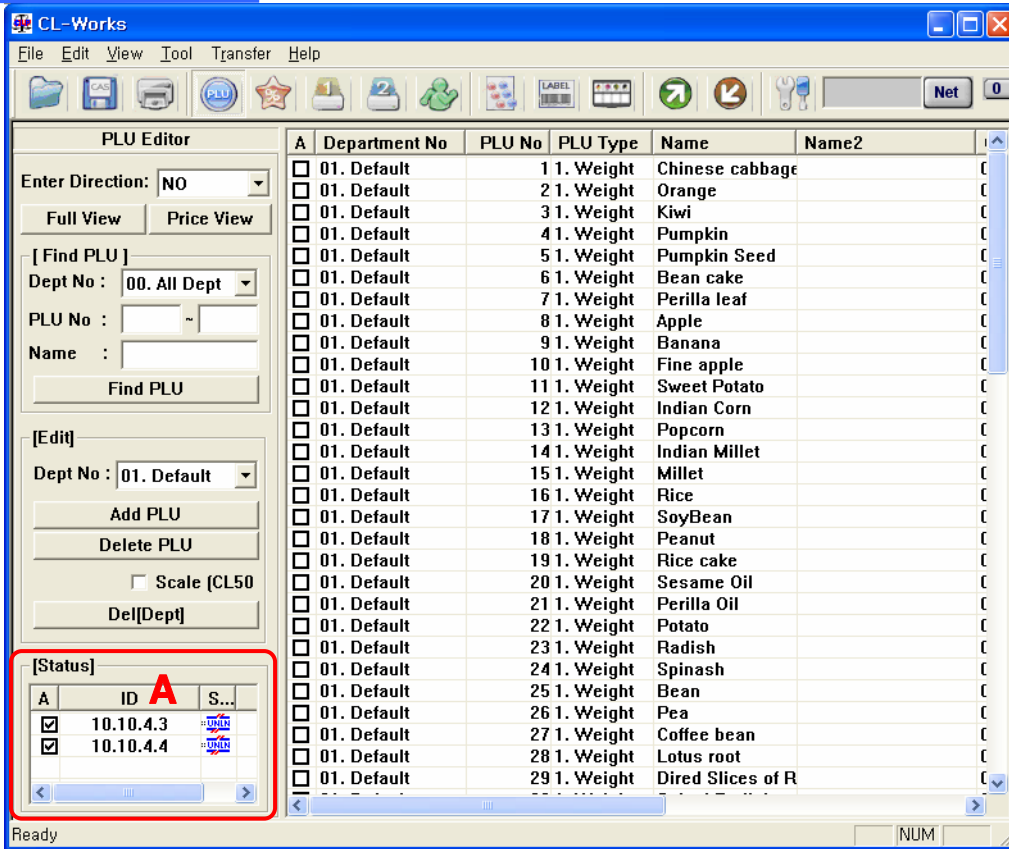 CL-Works
File Edit View Tool Transfer Help
CAS PLU % 1 2 LABEL Net 0
PLU Editor
Enter Direction: NO
Full View Price View
[ Find PLU ]
Dept No : 00. All Dept
PLU No : ~
Name :
Find PLU
[Edit]
Dept No : 01. Default
Add PLU
Delete PLU
Scale (CL50
Del[Dept]
[Status]
A
A ID S...
10.10.4.3 UNLN
10.10.4.4 UNLN
A Department No PLU No PLU Type Name Name2
01. Default 1 1. Weight Chinese cabbage
01. Default 2 1. Weight Orange
01. Default 3 1. Weight Kiwi
01. Default 4 1. Weight Pumpkin
01. Default 5 1. Weight Pumpkin Seed
01. Default 6 1. Weight Bean cake
01. Default 7 1. Weight Perilla leaf
01. Default 8 1. Weight Apple
01. Default 9 1. Weight Banana
01. Default 10 1. Weight Fine apple
01. Default 11 1. Weight Sweet Potato
01. Default 12 1. Weight Indian Corn
01. Default 13 1. Weight Popcorn
01. Default 14 1. Weight Indian Millet
01. Default 15 1. Weight Millet
01. Default 16 1. Weight Rice
01. Default 17 1. Weight SoyBean
01. Default 18 1. Weight Peanut
01. Default 19 1. Weight Rice cake
01. Default 20 1. Weight Sesame Oil
01. Default 21 1. Weight Perilla Oil
01. Default 22 1. Weight Potato
01. Default 23 1. Weight Radish
01. Default 24 1. Weight Spinash
01. Default 25 1. Weight Bean
01. Default 26 1. Weight Pea
01. Default 27 1. Weight Coffee bean
01. Default 28 1. Weight Lotus root
01. Default 29 1. Weight Dired Slices of R
Ready NUM